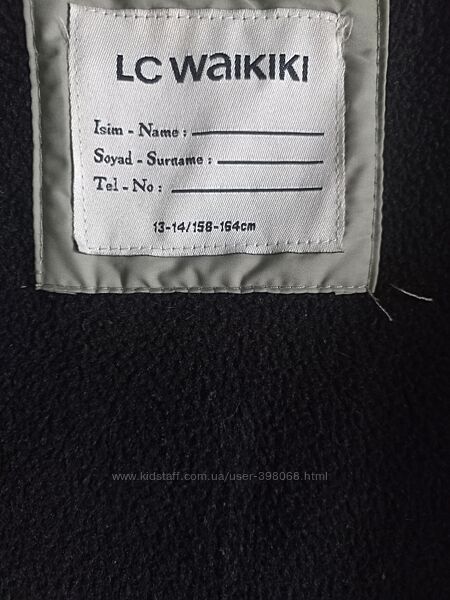 LC WAIKIKI
Isim - Name :
Soyad - Surname :
Tel - No :
13-14/158-164cm
www.kidstaff.com.ua/user-398068.html